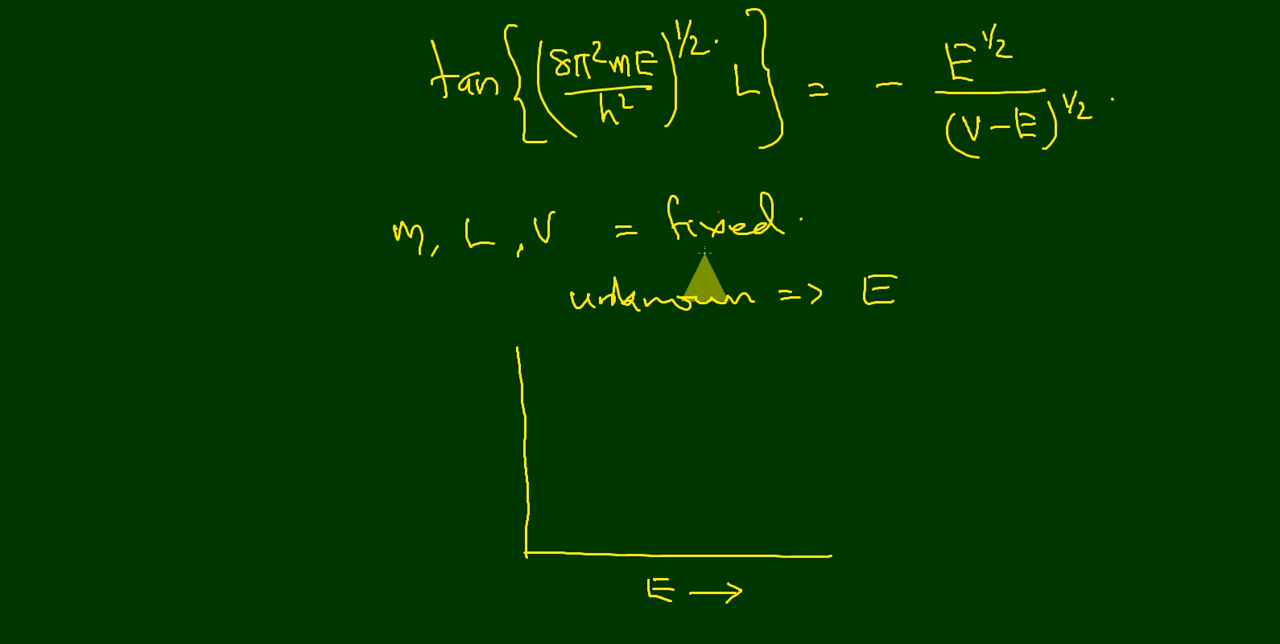 tan{(8π²mE/h²)^1/2 L} = - E^1/2/(V-E)^1/2.
m, L, V = fixed.
unknown => E
E →